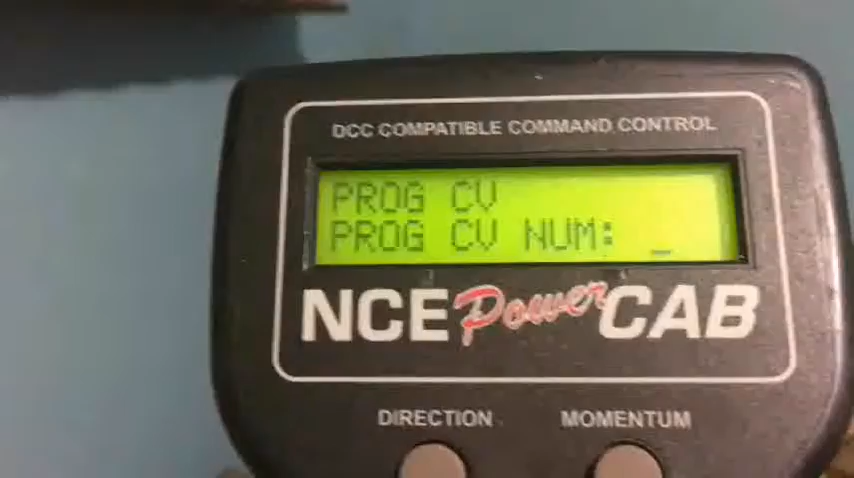 DCC COMPATIBLE COMMAND CONTROL
PROG CV
PROG CV NUM: _
NCE Power CAB
DIRECTION MOMENTUM